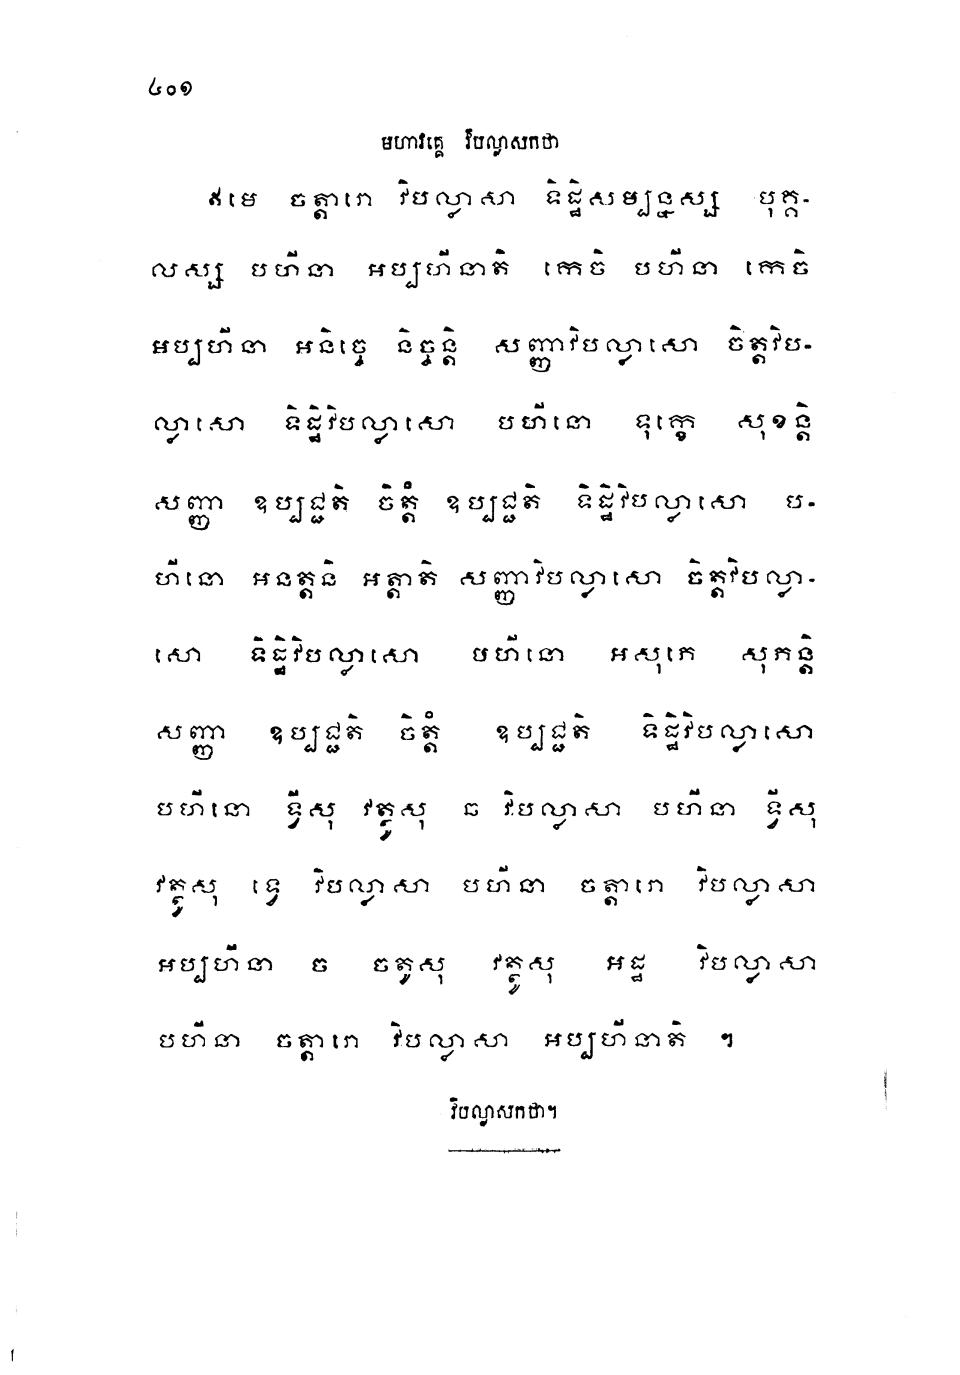 ៤០១
មហាវគ្គេ វិបល្លាសកថា
ឥមេ ចត្តារោ វិបល្លាសា ទិដ្ឋិសម្បន្នស្ស បុគ្គ-
លស្ស បហីនា អប្បហីនាតិ កេចិ បហីនា កេចិ
អប្បហីនា អនិច្ចេ និច្ចន្តិ សញ្ញាវិបល្លាសោ ចិត្តវិប-
ល្លាសោ ទិដ្ឋិវិបល្លាសោ បហីនោ ទុក្ខេ សុខន្តិ
សញ្ញា ឧប្បជ្ជតិ ចិត្តំ ឧប្បជ្ជតិ ទិដ្ឋិវិបល្លាសោ ប-
ហីនោ អនត្តនិ អត្តាតិ សញ្ញាវិបល្លាសោ ចិត្តវិបល្លា-
សោ ទិដ្ឋិវិបល្លាសោ បហីនោ អសុភេ សុភន្តិ
សញ្ញា ឧប្បជ្ជតិ ចិត្តំ ឧប្បជ្ជតិ ទិដ្ឋិវិបល្លាសោ
បហីនោ ទ្វីសុ វត្ថូសុ ឆ វិបល្លាសា បហីនា ទ្វីសុ
វត្ថូសុ ទ្វេ វិបល្លាសា បហីនា ចត្តារោ វិបល្លាសា
អប្បហីនា ច ចតូសុ វត្ថូសុ អដ្ឋ វិបល្លាសា
បហីនា ចត្តារោ វិបល្លាសា អប្បហីនាតិ ។
វិបល្លាសកថា។